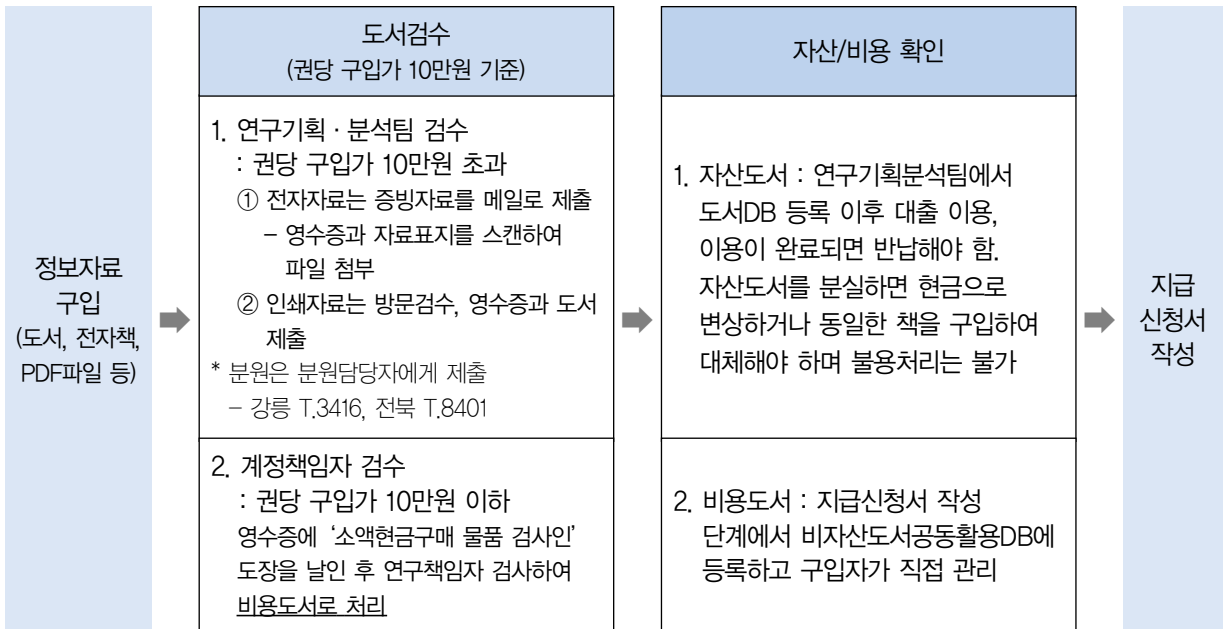 정보자료
구입
(도서, 전자책,
PDF파일 등)
도서검수
(권당 구입가 10만원 기준)
1. 연구기획·분석팀 검수
: 권당 구입가 10만원 초과
① 전자자료는 증빙자료를 메일로 제출
- 영수증과 자료표지를 스캔하여
파일 첨부
② 인쇄자료는 방문검수, 영수증과 도서
제출
* 분원은 분원담당자에게 제출
- 강릉 T.3416, 전북 T.8401
2. 계정책임자 검수
: 권당 구입가 10만원 이하
영수증에 ‘소액현금구매 물품 검사인’
도장을 날인 후 연구책임자 검사하여
비용도서로 처리
자산/비용 확인
1. 자산도서 : 연구기획분석팀에서
도서DB 등록 이후 대출 이용,
이용이 완료되면 반납해야 함.
자산도서를 분실하면 현금으로
변상하거나 동일한 책을 구입하여
대체해야 하며 불용처리는 불가
2. 비용도서 : 지급신청서 작성
단계에서 비자산도서공동활용DB에
등록하고 구입자가 직접 관리
지급
신청서
작성